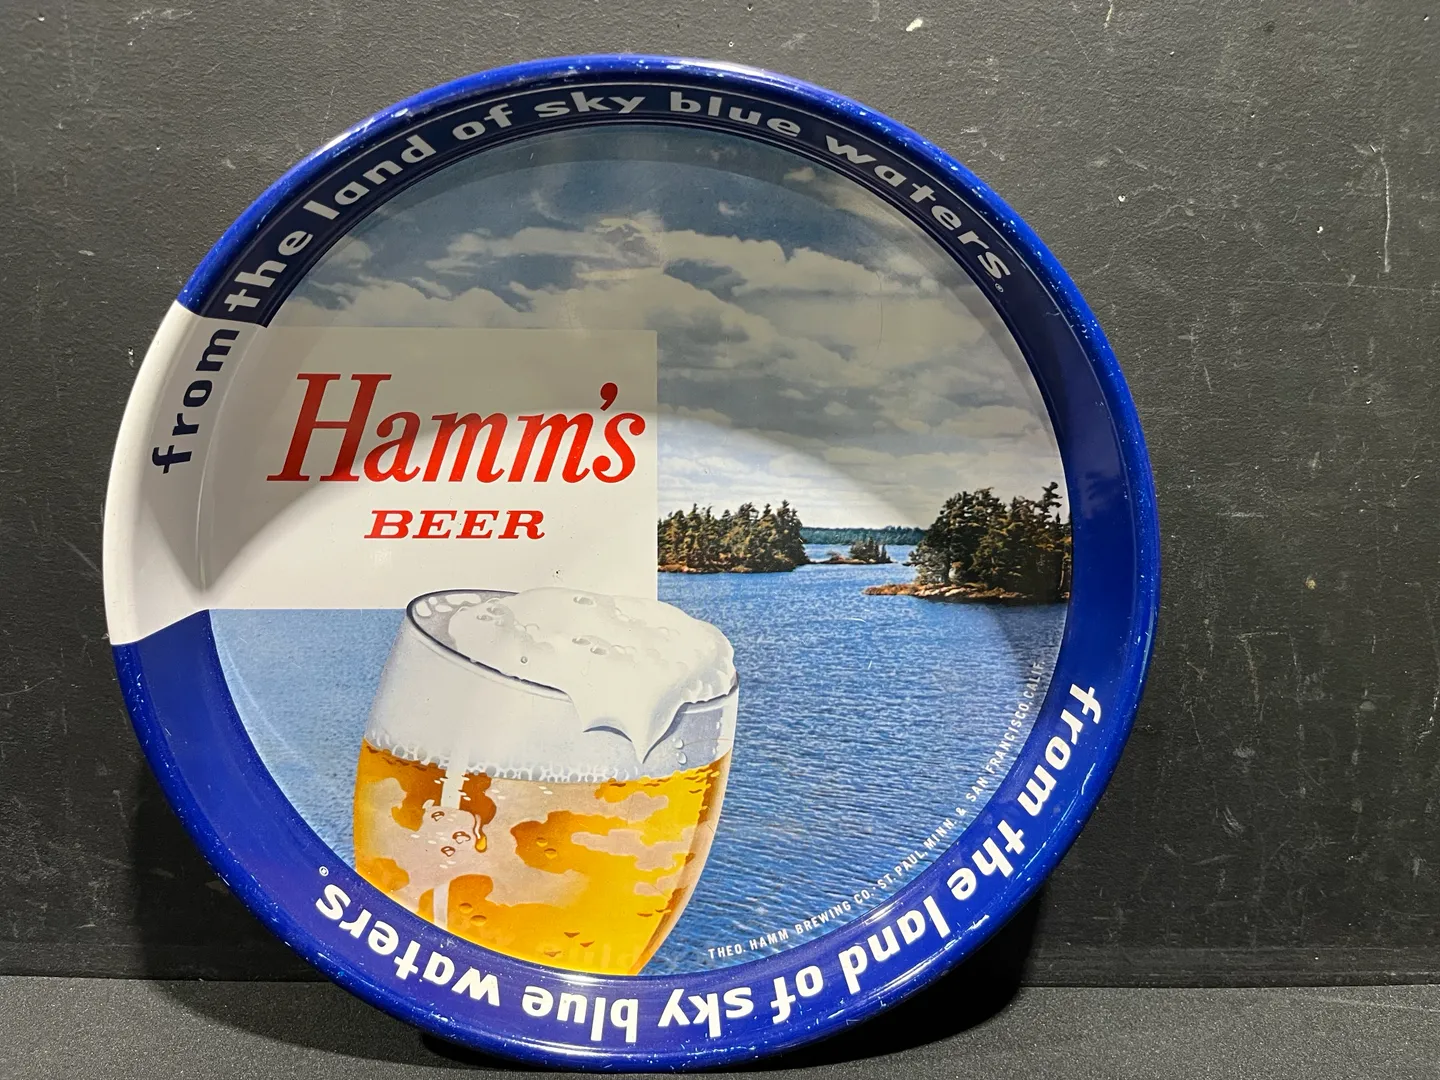 from the land of sky blue waters.®
Hamm's
BEER
THEO. HAMM BREWING CO. - ST. PAUL, MINN. & SAN FRANCISCO, CALIF.
from the land of sky blue waters.®